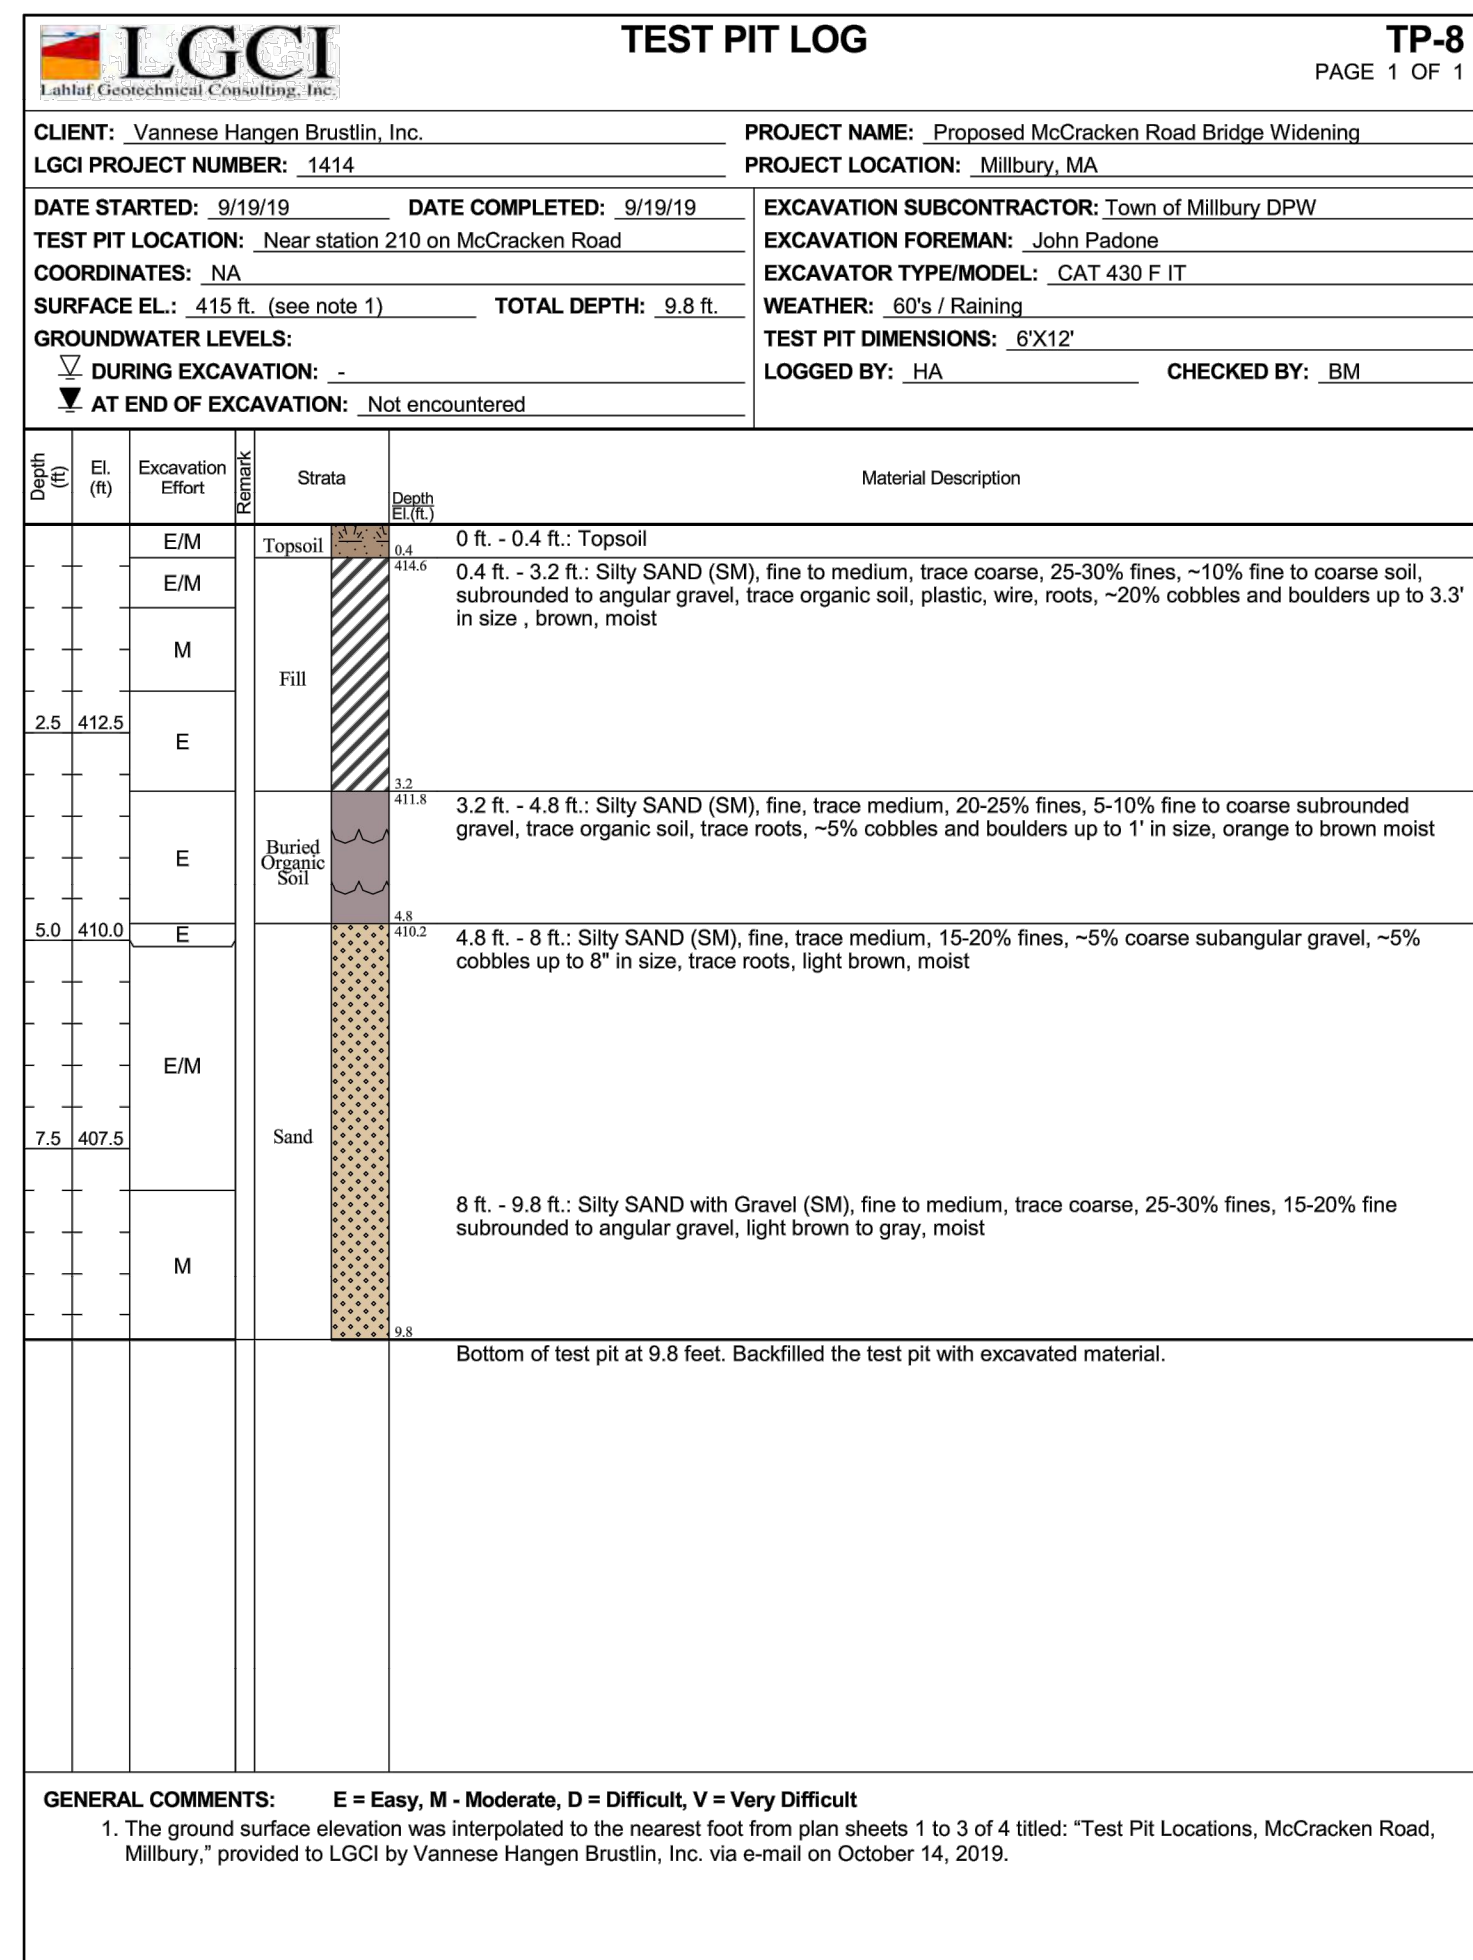 LGCI
Lahlaf Geotechnical Consulting, Inc.
TEST PIT LOG
TP-8
PAGE 1 OF 1
CLIENT: Vannese Hangen Brustlin, Inc.
PROJECT NAME: Proposed McCracken Road Bridge Widening
LGCI PROJECT NUMBER: 1414
PROJECT LOCATION: Millbury, MA
DATE STARTED: 9/19/19 DATE COMPLETED: 9/19/19
EXCAVATION SUBCONTRACTOR: Town of Millbury DPW
TEST PIT LOCATION: Near station 210 on McCracken Road
EXCAVATION FOREMAN: John Padone
COORDINATES: NA
EXCAVATOR TYPE/MODEL: CAT 430 F IT
SURFACE EL.: 415 ft. (see note 1) TOTAL DEPTH: 9.8 ft.
WEATHER: 60's / Raining
GROUNDWATER LEVELS:
TEST PIT DIMENSIONS: 6'X12'
DURING EXCAVATION: -
LOGGED BY: HA CHECKED BY: BM
AT END OF EXCAVATION: Not encountered
Depth
(ft)
El.
(ft)
Excavation
Effort
Remark
Strata
Depth
El.(ft.)
Material Description
E/M
Topsoil
0.4
414.6
0 ft. - 0.4 ft.: Topsoil
E/M
0.4 ft. - 3.2 ft.: Silty SAND (SM), fine to medium, trace coarse, 25-30% fines, ~10% fine to coarse soil,
subrounded to angular gravel, trace organic soil, plastic, wire, roots, ~20% cobbles and boulders up to 3.3'
in size , brown, moist
M
Fill
2.5 412.5
E
3.2
411.8
3.2 ft. - 4.8 ft.: Silty SAND (SM), fine, trace medium, 20-25% fines, 5-10% fine to coarse subrounded
gravel, trace organic soil, trace roots, ~5% cobbles and boulders up to 1' in size, orange to brown moist
E
Buried
Organic
Soil
4.8
410.2
5.0 410.0
E
4.8 ft. - 8 ft.: Silty SAND (SM), fine, trace medium, 15-20% fines, ~5% coarse subangular gravel, ~5%
cobbles up to 8" in size, trace roots, light brown, moist
E/M
7.5 407.5
Sand
8 ft. - 9.8 ft.: Silty SAND with Gravel (SM), fine to medium, trace coarse, 25-30% fines, 15-20% fine
subrounded to angular gravel, light brown to gray, moist
M
9.8
Bottom of test pit at 9.8 feet. Backfilled the test pit with excavated material.
GENERAL COMMENTS: E = Easy, M - Moderate, D = Difficult, V = Very Difficult
1. The ground surface elevation was interpolated to the nearest foot from plan sheets 1 to 3 of 4 titled: “Test Pit Locations, McCracken Road,
Millbury,” provided to LGCI by Vannese Hangen Brustlin, Inc. via e-mail on October 14, 2019.